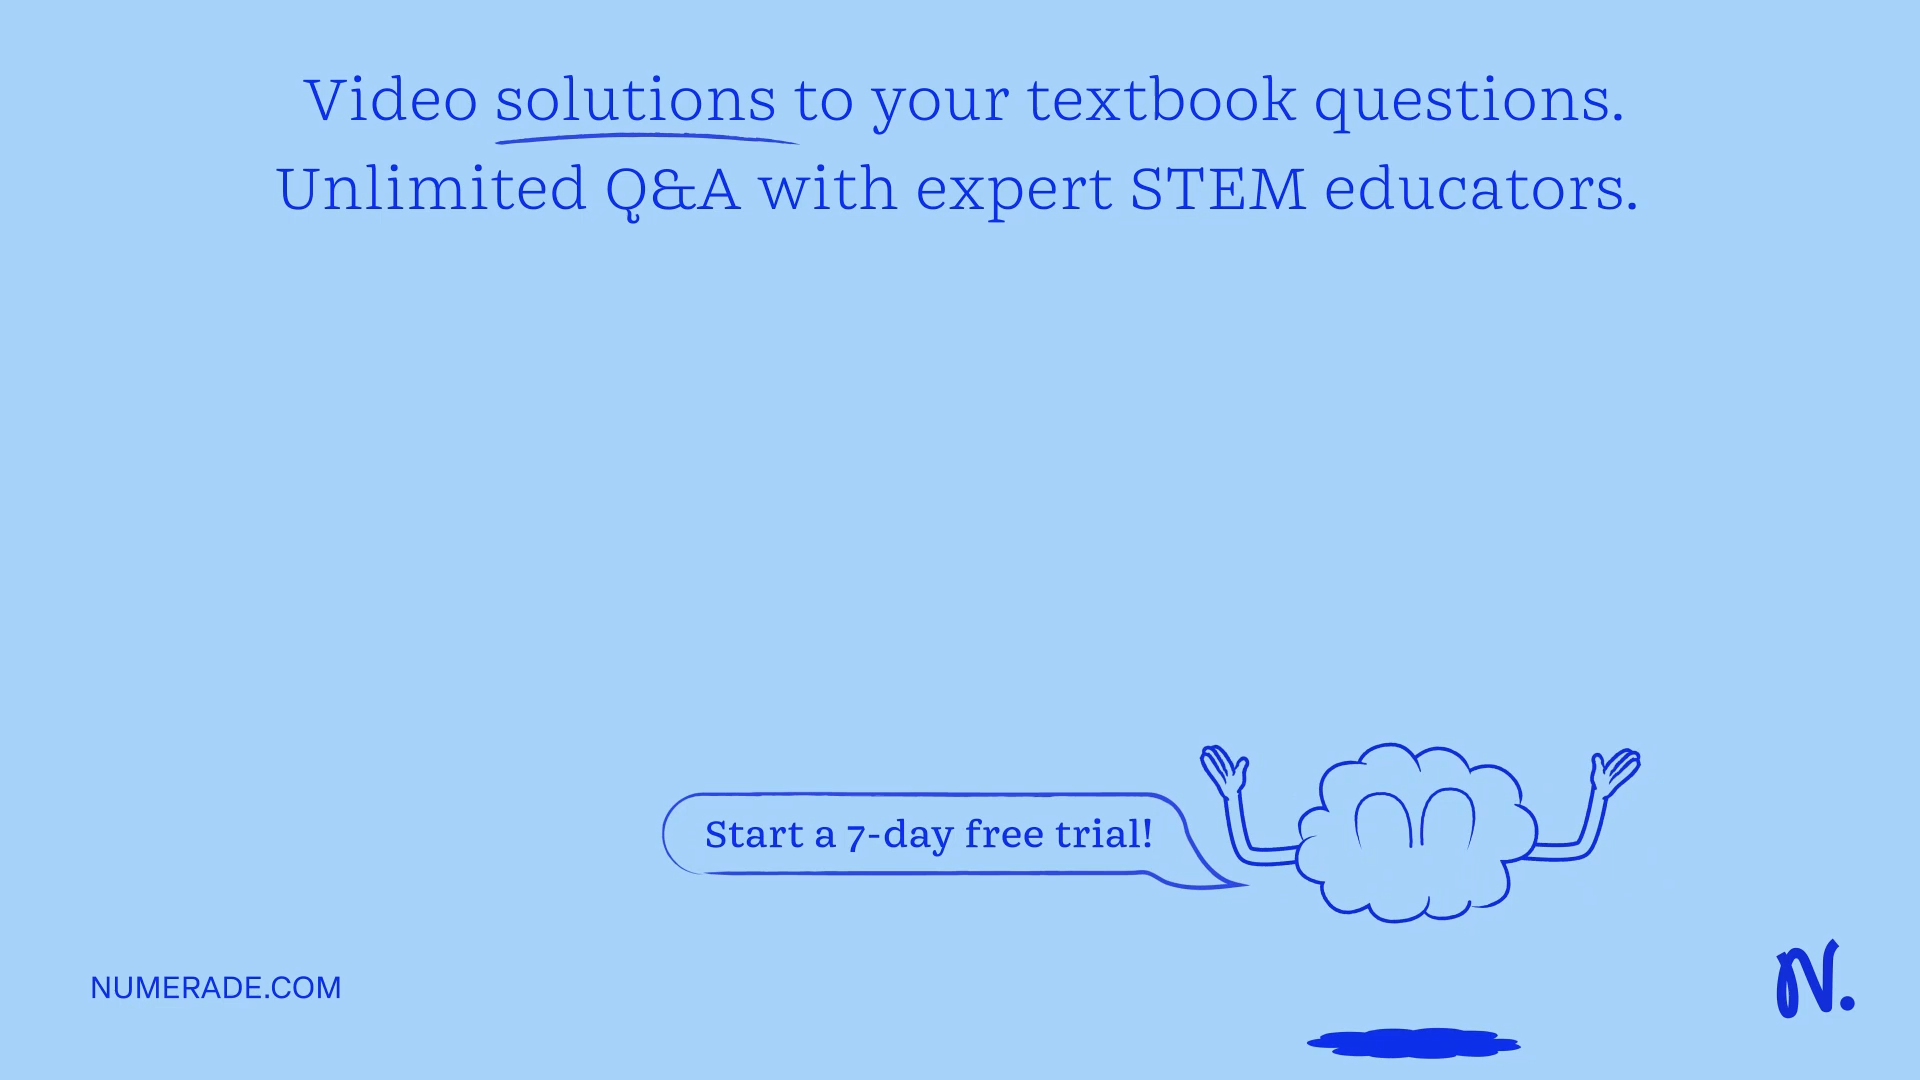 Video solutions to your textbook questions.
Unlimited Q&A with expert STEM educators.
Start a 7-day free trial!
NUMERADE.COM
N.